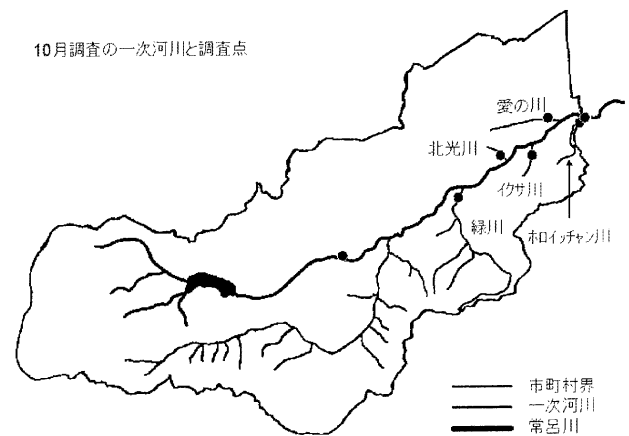 10月調査の一次河川と調査点
愛の川
北光川
イクサ川
緑川
ホロイッチャン川
市町村界
一次河川
常呂川